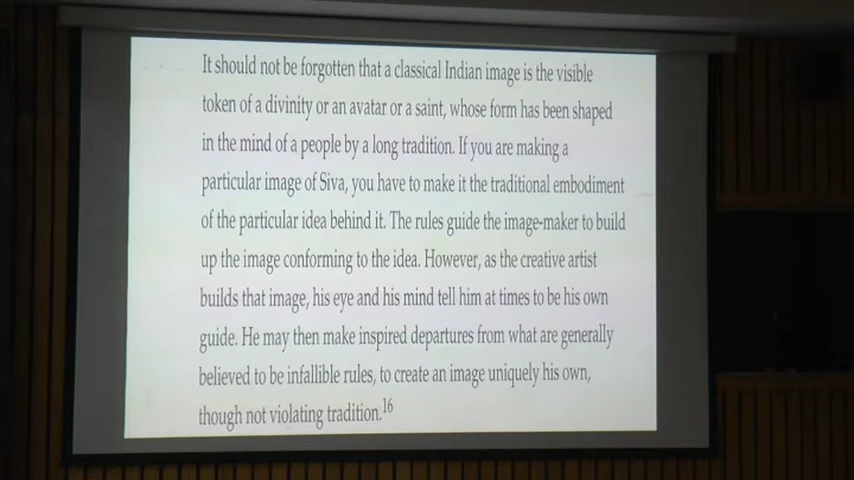 It should not be forgotten that a classical Indian image is the visible
token of a divinity or an avatar or a saint, whose form has been shaped
in the mind of a people by a long tradition. If you are making a
particular image of Siva, you have to make it the traditional embodiment
of the particular idea behind it. The rules guide the image-maker to build
up the image conforming to the idea. However, as the creative artist
builds that image, his eye and his mind tell him at times to be his own
guide. He may then make inspired departures from what are generally
believed to be infallible rules, to create an image uniquely his own,
though not violating tradition.16